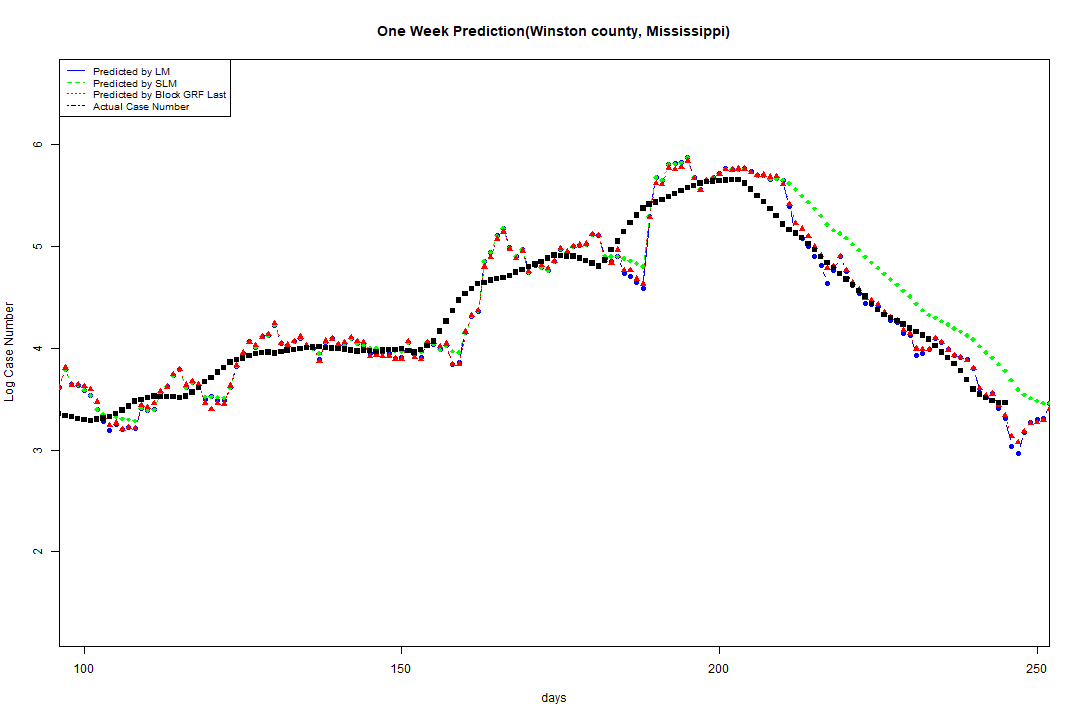 One Week Prediction(Winston county, Mississippi)
Predicted by LM
Predicted by SLM
Predicted by Block GRF Last
Actual Case Number
Log Case Number
6
5
4
3
2
100 150 200 250
days